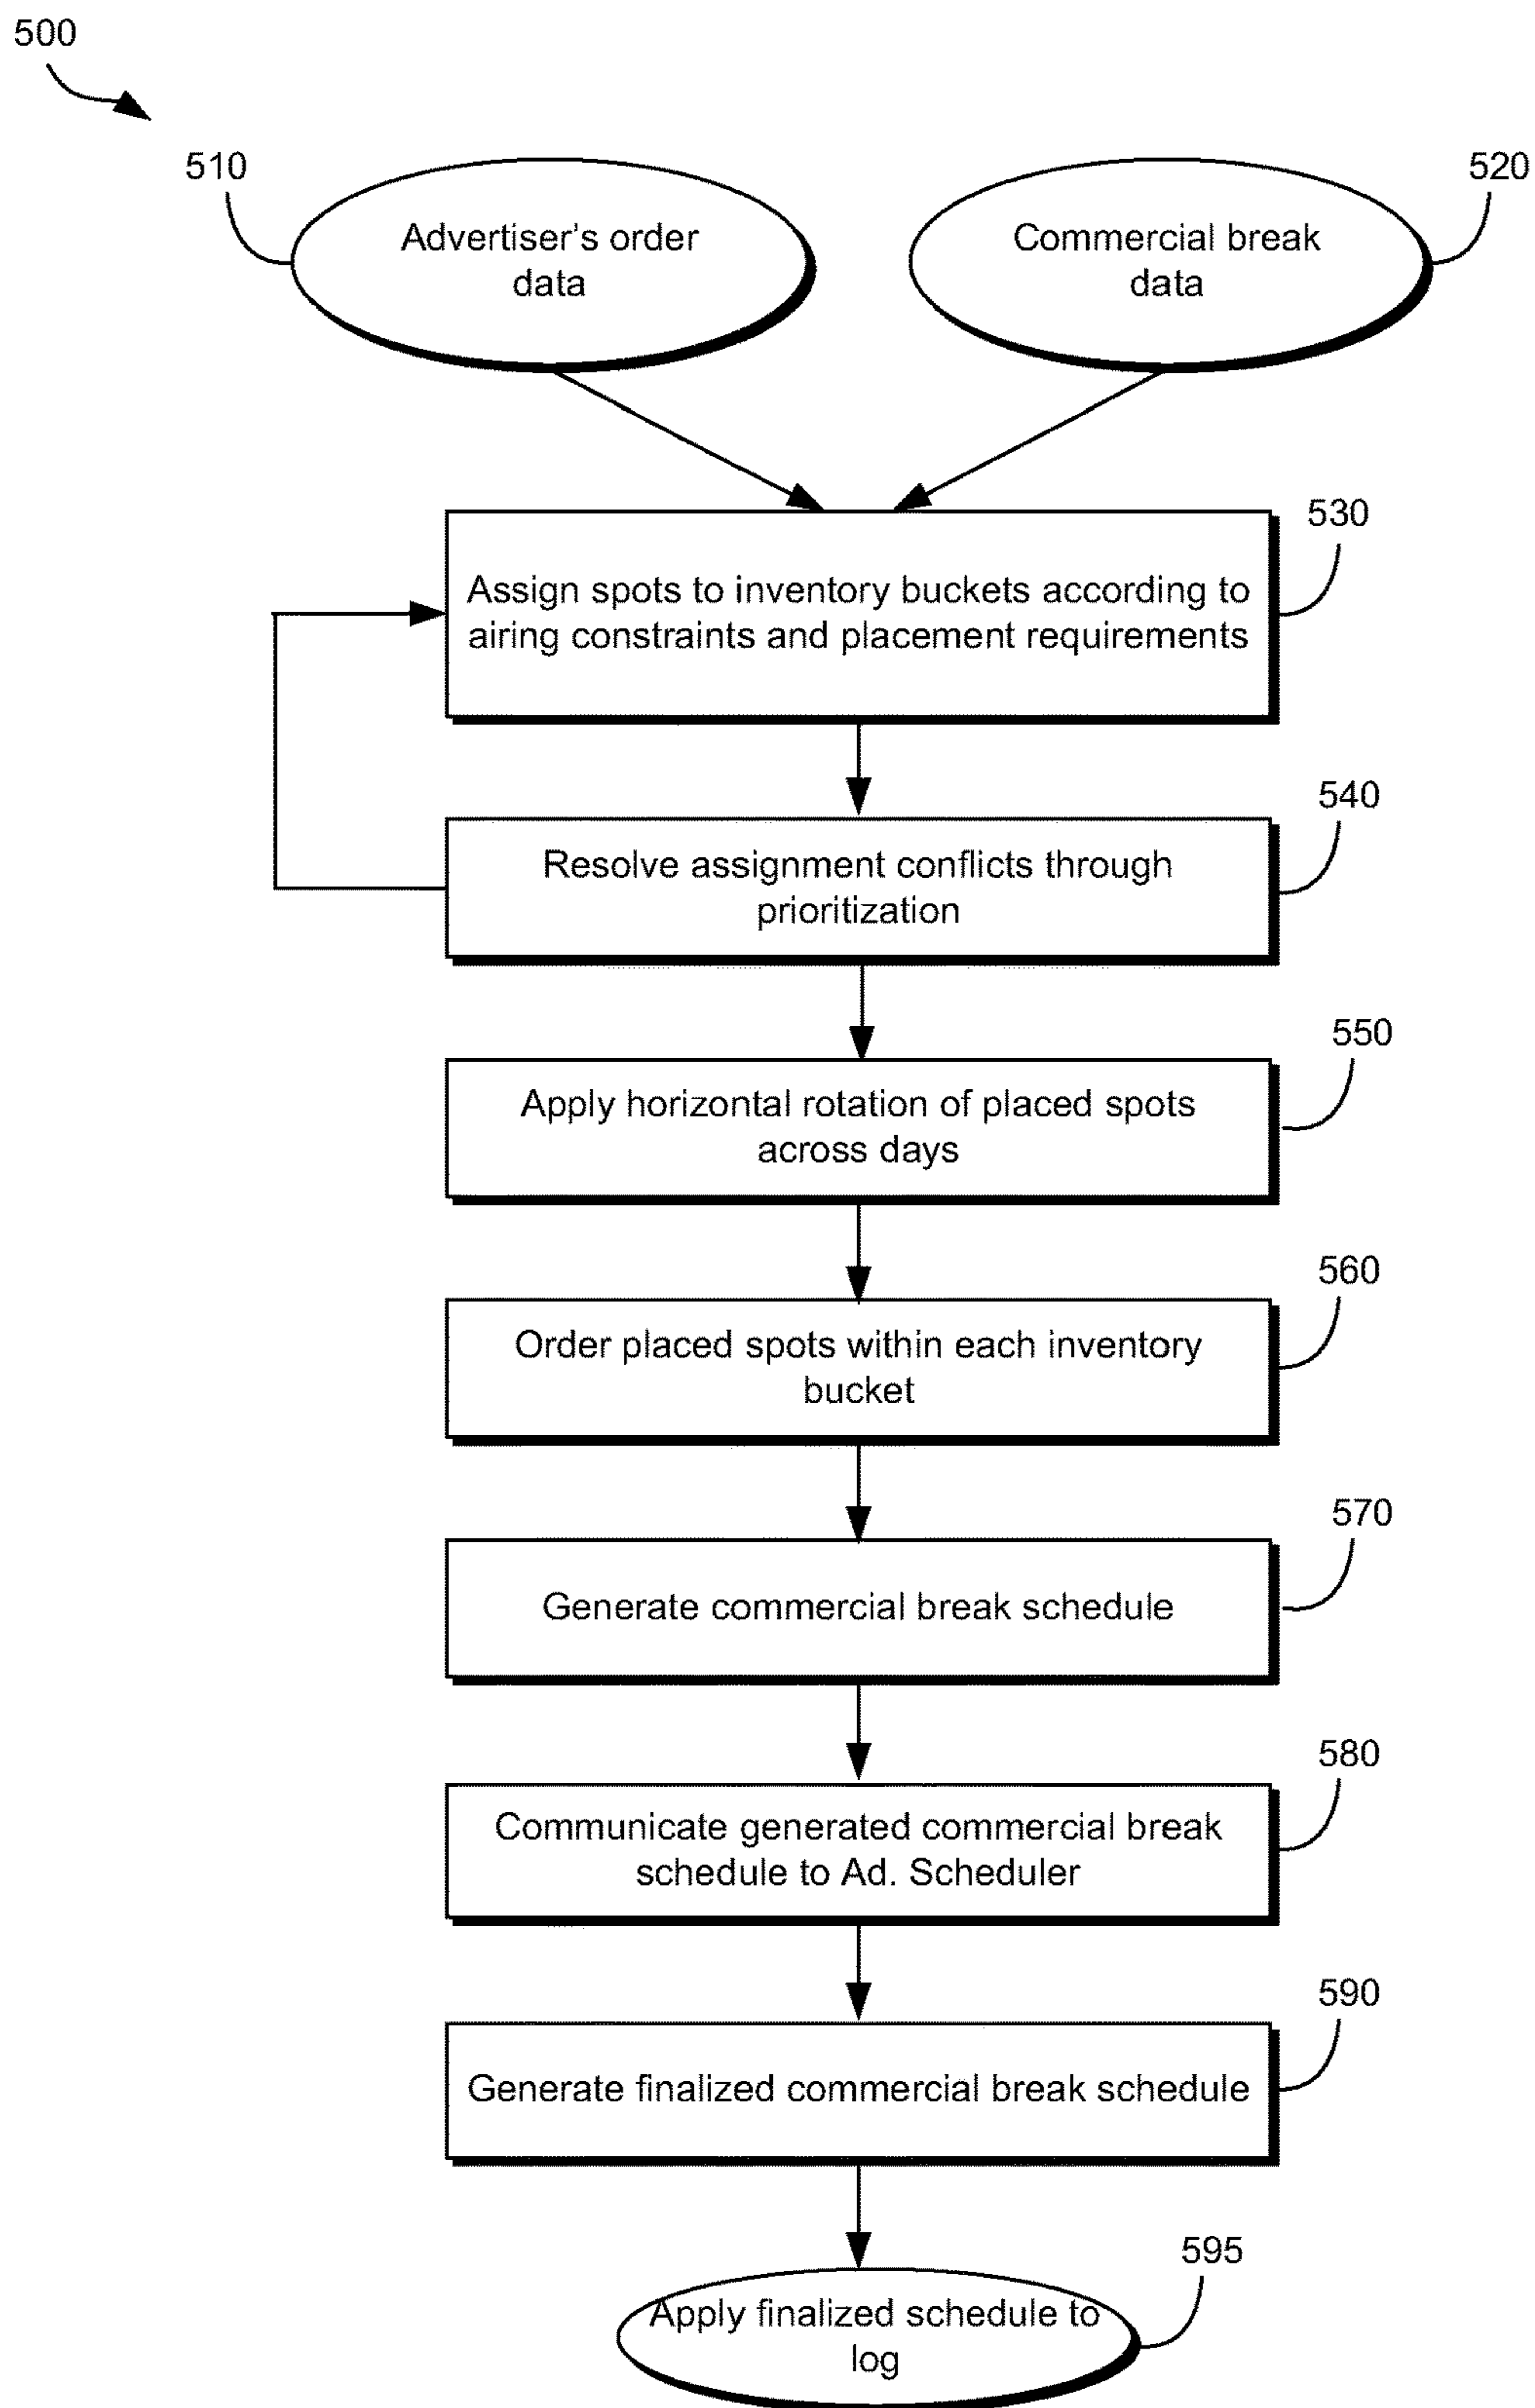 500
510
520
Advertiser's order
data
Commercial break
data
530
Assign spots to inventory buckets according to
airing constraints and placement requirements
540
Resolve assignment conflicts through
prioritization
550
Apply horizontal rotation of placed spots
across days
560
Order placed spots within each inventory
bucket
570
Generate commercial break schedule
580
Communicate generated commercial break
schedule to Ad. Scheduler
590
Generate finalized commercial break schedule
595
Apply finalized schedule to
log